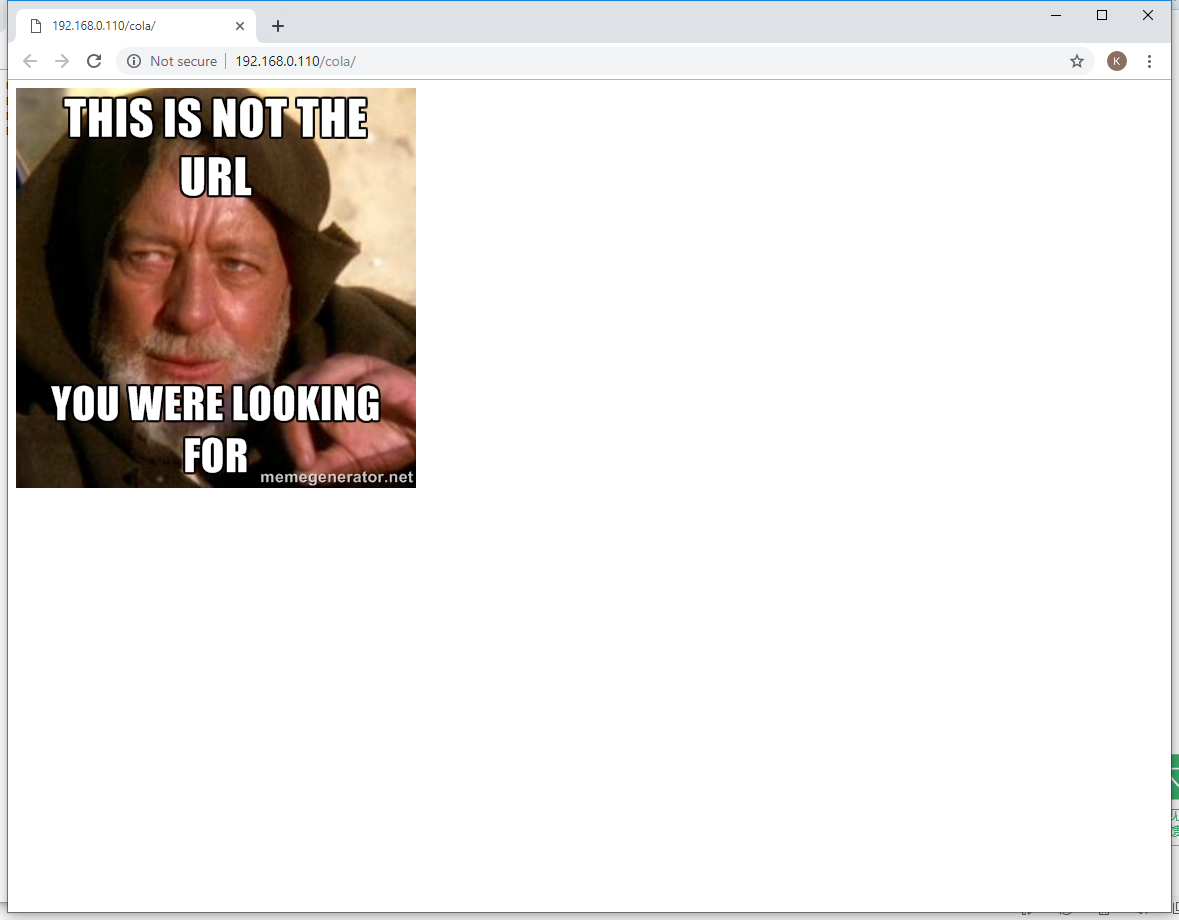 192.168.0.110/cola/
Not secure
192.168.0.110/cola/
K
THIS IS NOT THE
URL
YOU WERE LOOKING
FOR
memegenerator.net